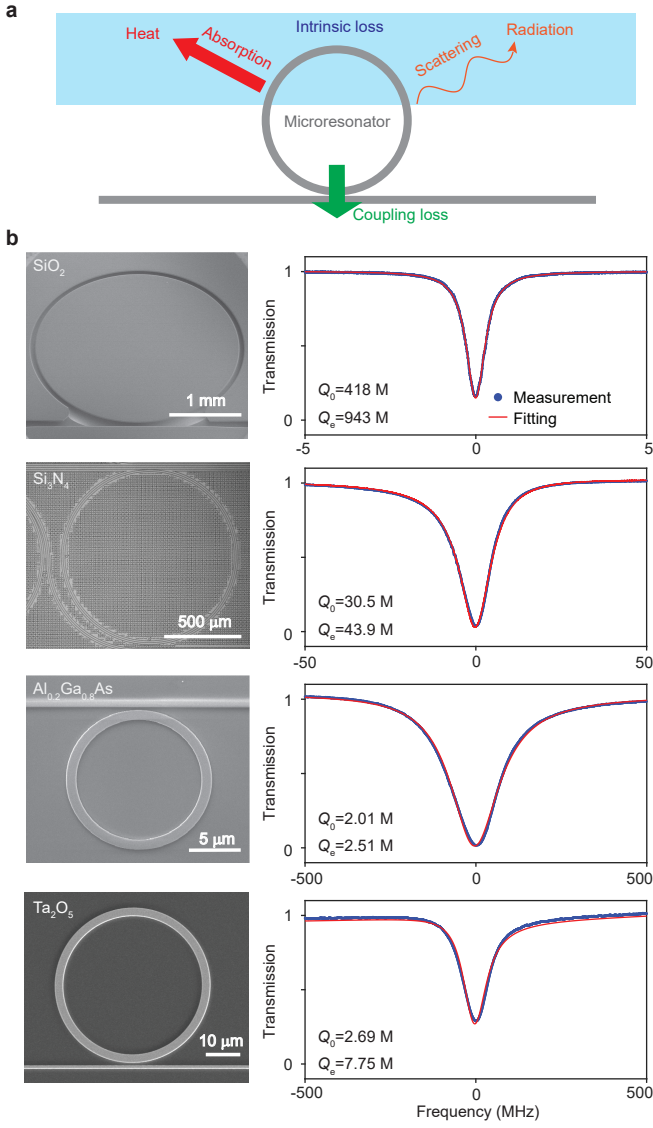 a
Intrinsic loss
Heat
Absorption
Scattering
Radiation
Microresonator
Coupling loss
b
SiO₂
1 mm
Transmission
1
0
Q₀=418 M
Qₑ=943 M
Measurement
Fitting
-5
0
5
Si₃N₄
500 μm
Transmission
1
0
Q₀=30.5 M
Qₑ=43.9 M
-50
0
50
Al₀.₂Ga₀.₈As
5 μm
Transmission
1
0
Q₀=2.01 M
Qₑ=2.51 M
-500
0
500
Ta₂O₅
10 μm
Transmission
1
0
Q₀=2.69 M
Qₑ=7.75 M
-500
0
500
Frequency (MHz)